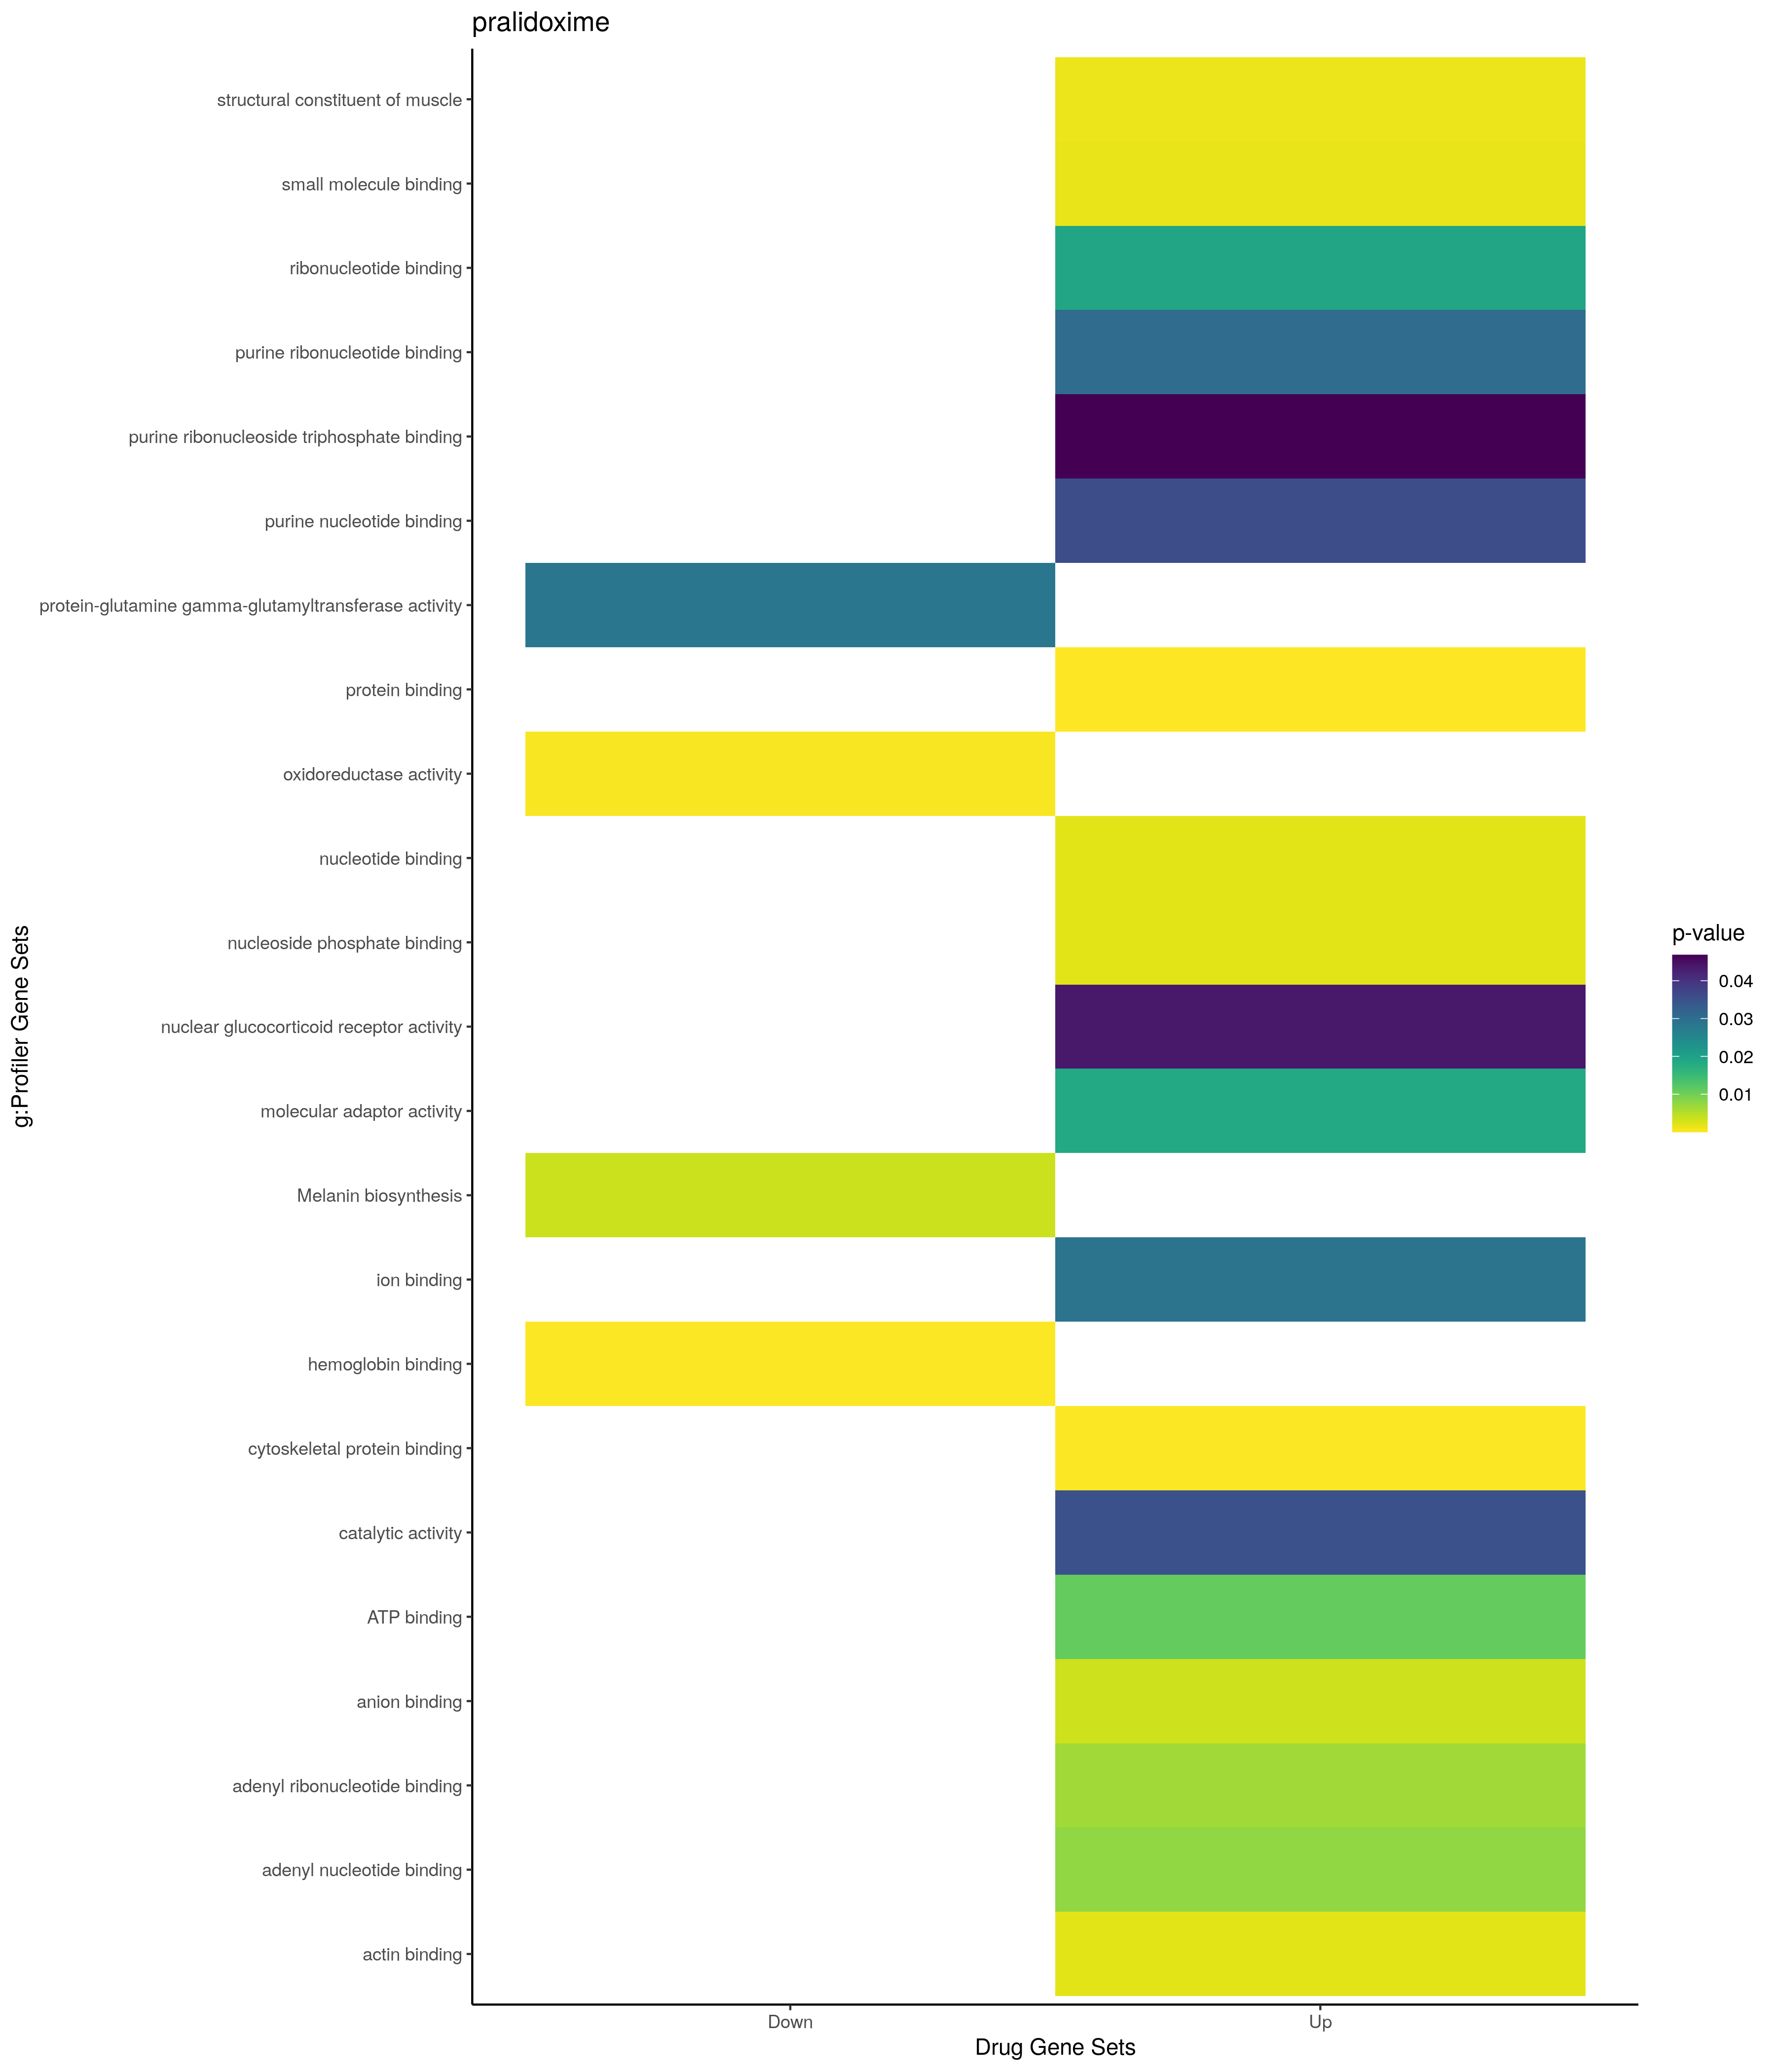 pralidoxime
structural constituent of muscle
small molecule binding
ribonucleotide binding
purine ribonucleotide binding
purine ribonucleoside triphosphate binding
purine nucleotide binding
protein-glutamine gamma-glutamyltransferase activity
protein binding
oxidoreductase activity
nucleotide binding
nucleoside phosphate binding
nuclear glucocorticoid receptor activity
molecular adaptor activity
Melanin biosynthesis
ion binding
hemoglobin binding
cytoskeletal protein binding
catalytic activity
ATP binding
anion binding
adenyl ribonucleotide binding
adenyl nucleotide binding
actin binding
g:Profiler Gene Sets
Down
Up
Drug Gene Sets
p-value
0.04
0.03
0.02
0.01